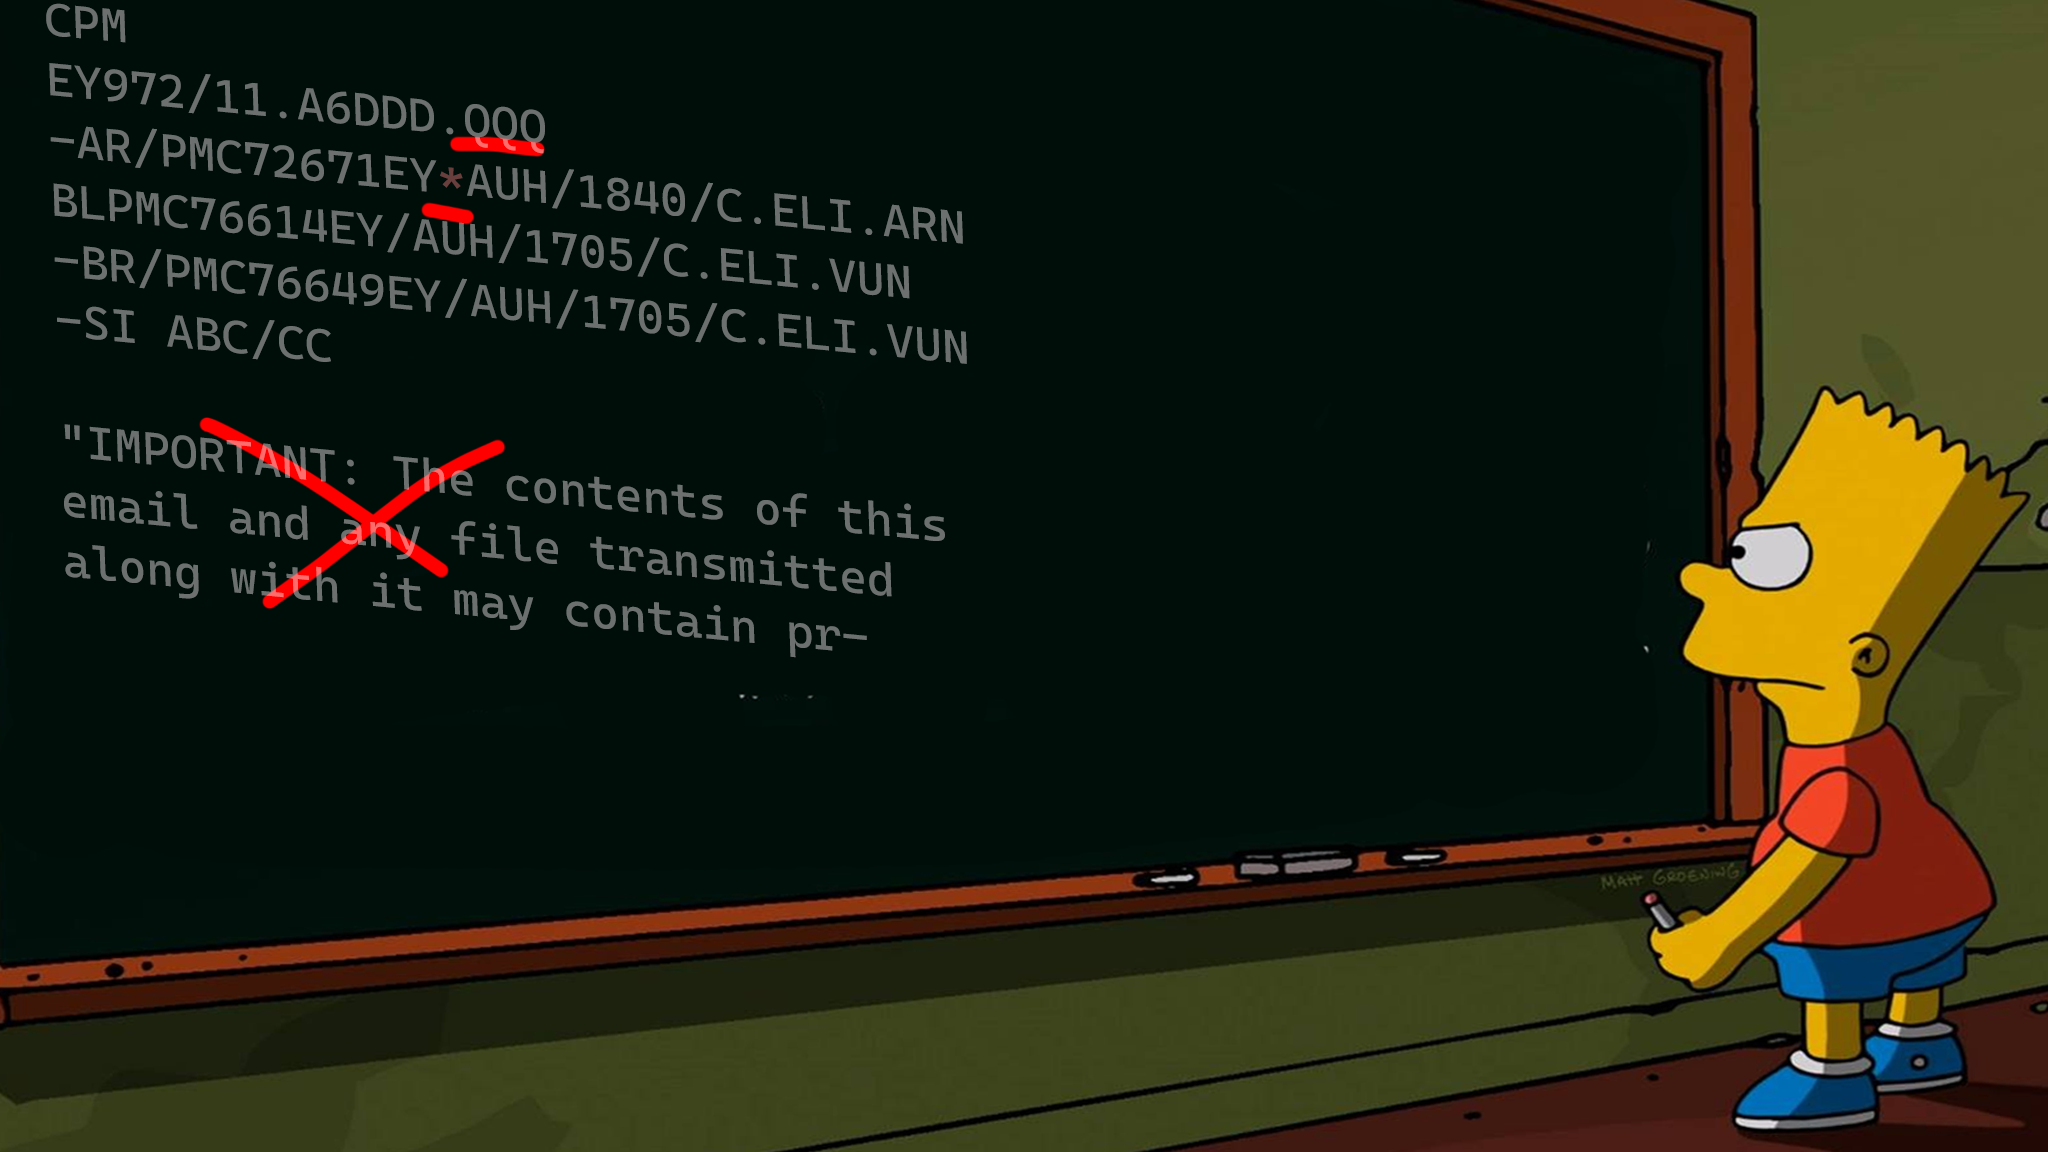 CPM
EY972/11.A6DDD.QQQ
-AR/PMC72671EY*AUH/1840/C.ELI.ARN
BLPMC76614EY/AUH/1705/C.ELI.VUN
-BR/PMC76649EY/AUH/1705/C.ELI.VUN
-SI ABC/CC
"IMPORTANT: The contents of this
email and any file transmitted
along with it may contain pr-
MATT GROENING